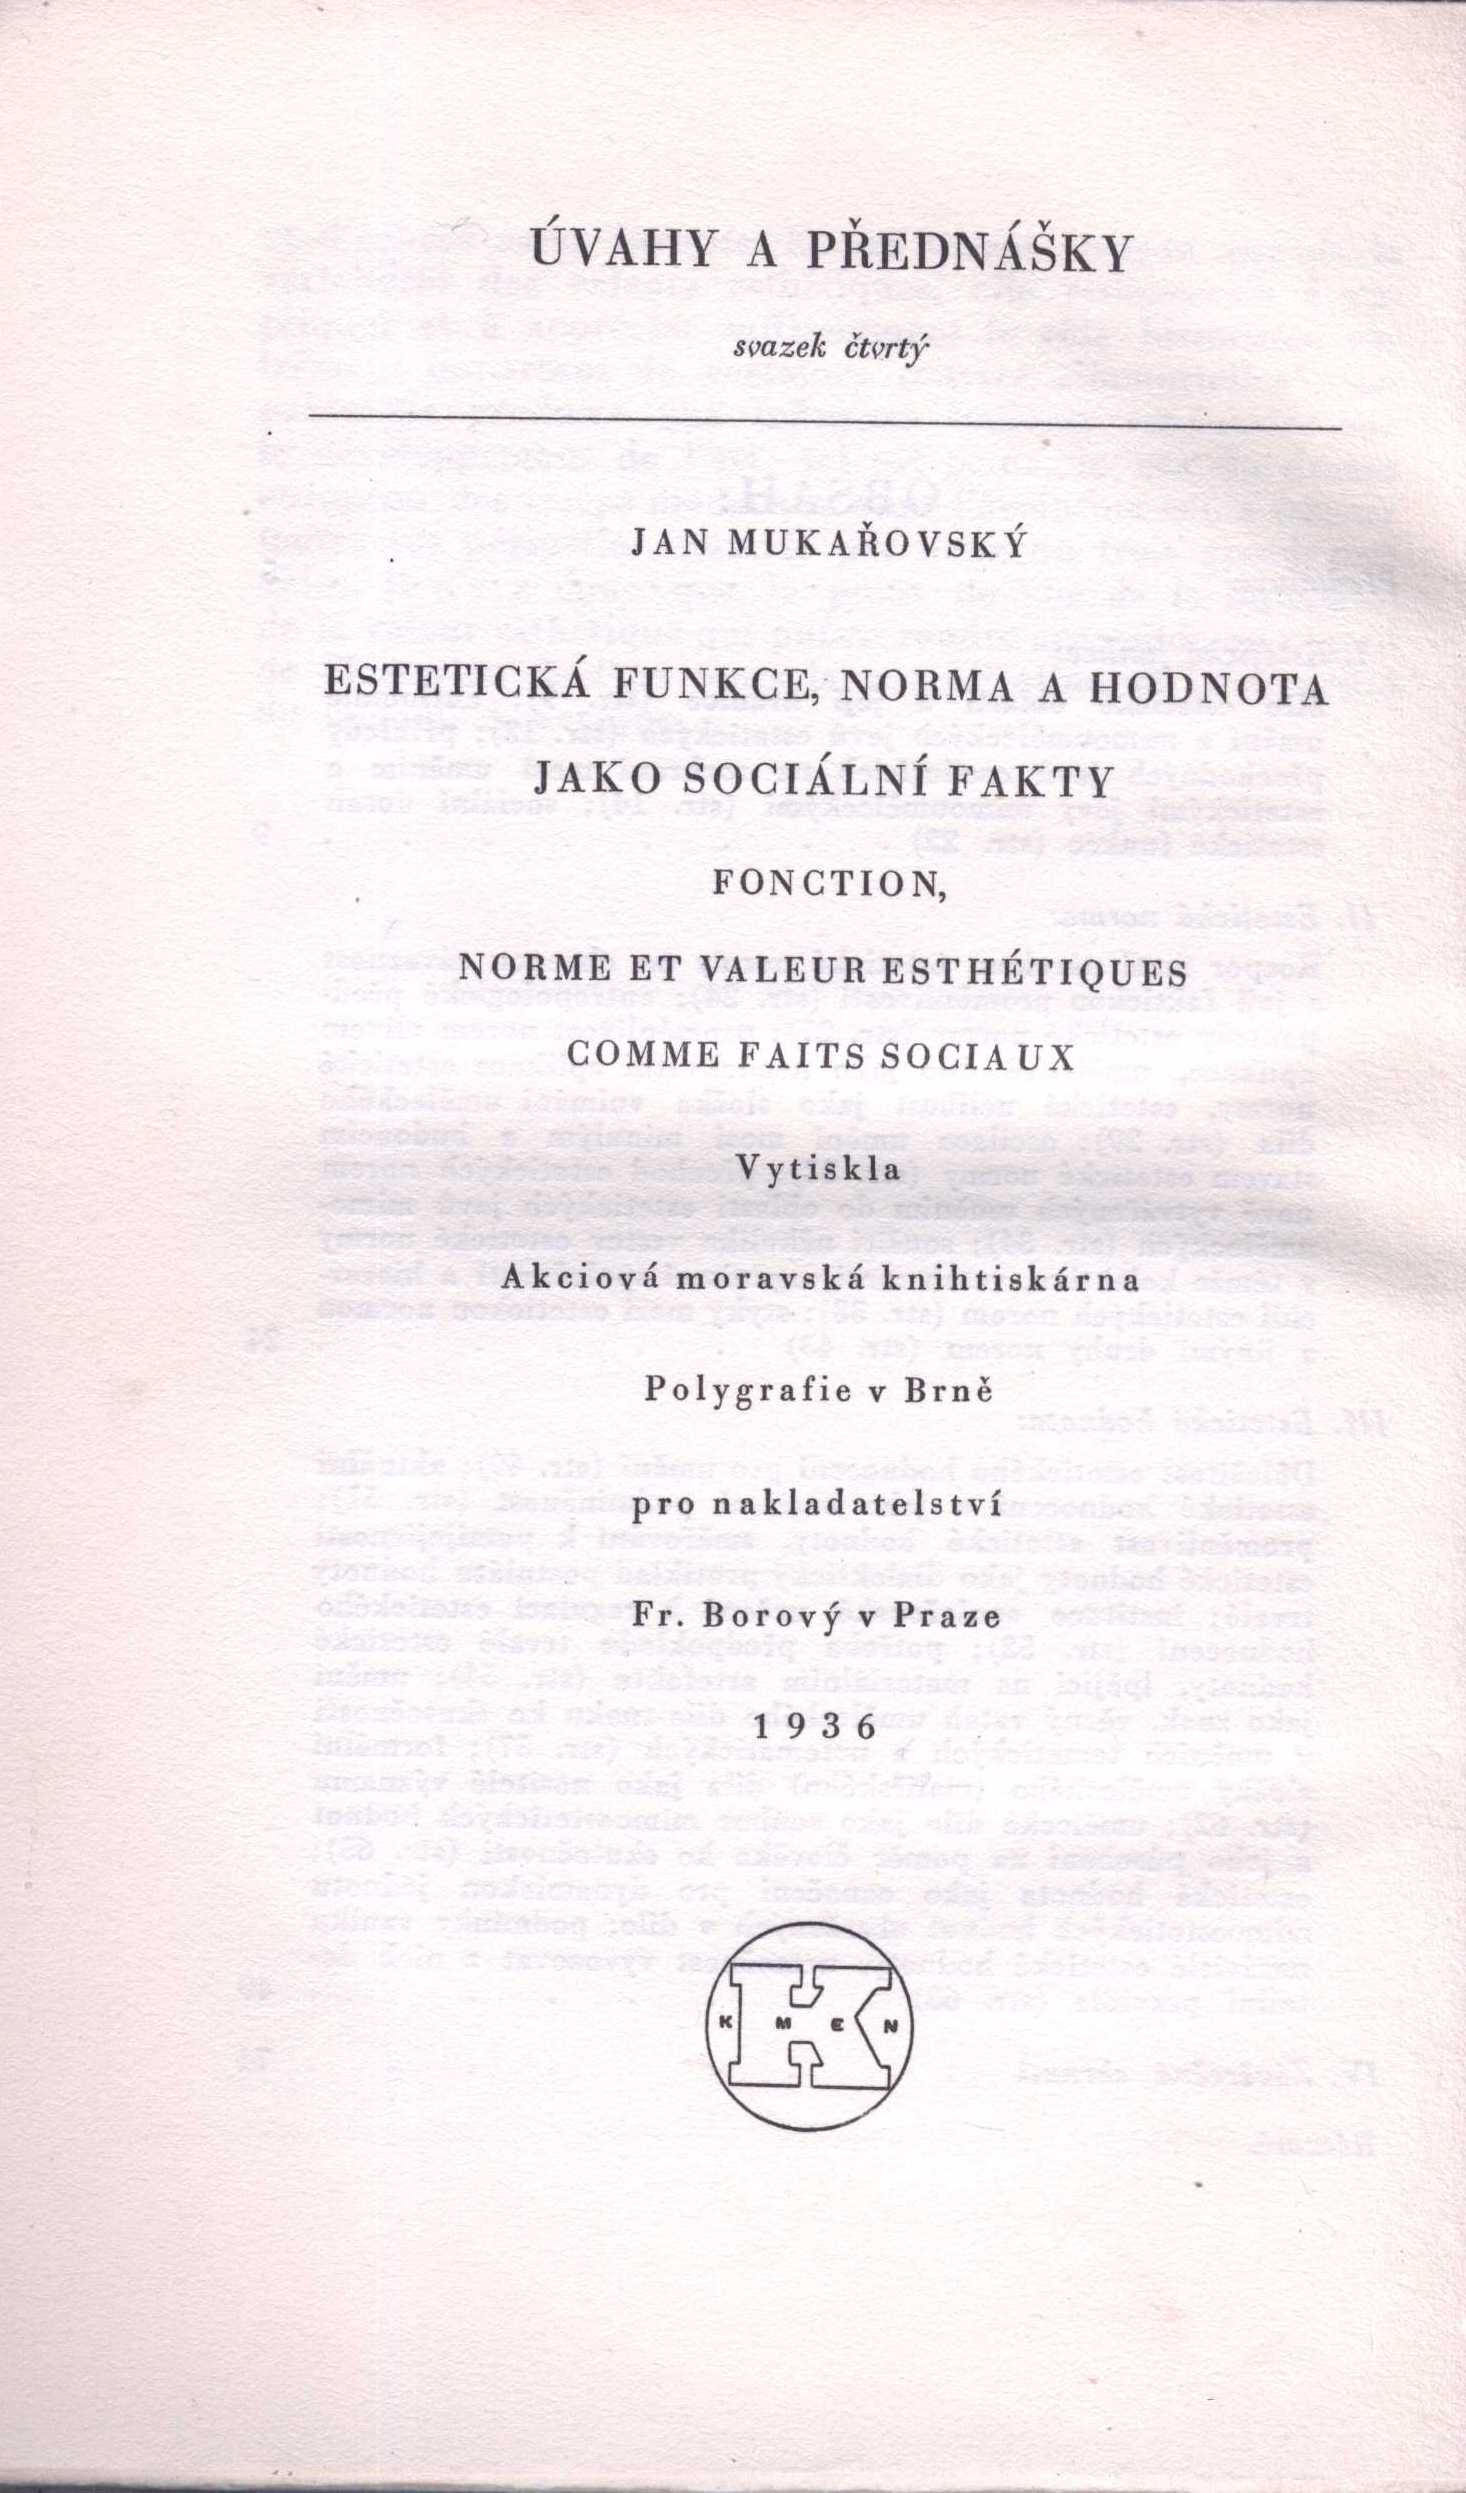 ÚVAHY A PŘEDNÁŠKY
svazek čtvrtý
JAN MUKAŘOVSKÝ
ESTETICKÁ FUNKCE, NORMA A HODNOTA
JAKO SOCIÁLNÍ FAKTY
FONCTION,
NORME ET VALEUR ESTHÉTIQUES
COMME FAITS SOCIAUX
Vytiskla
Akciová moravská knihtiskárna
Polygrafie v Brně
pro nakladatelství
Fr. Borový v Praze
1936
K M E N